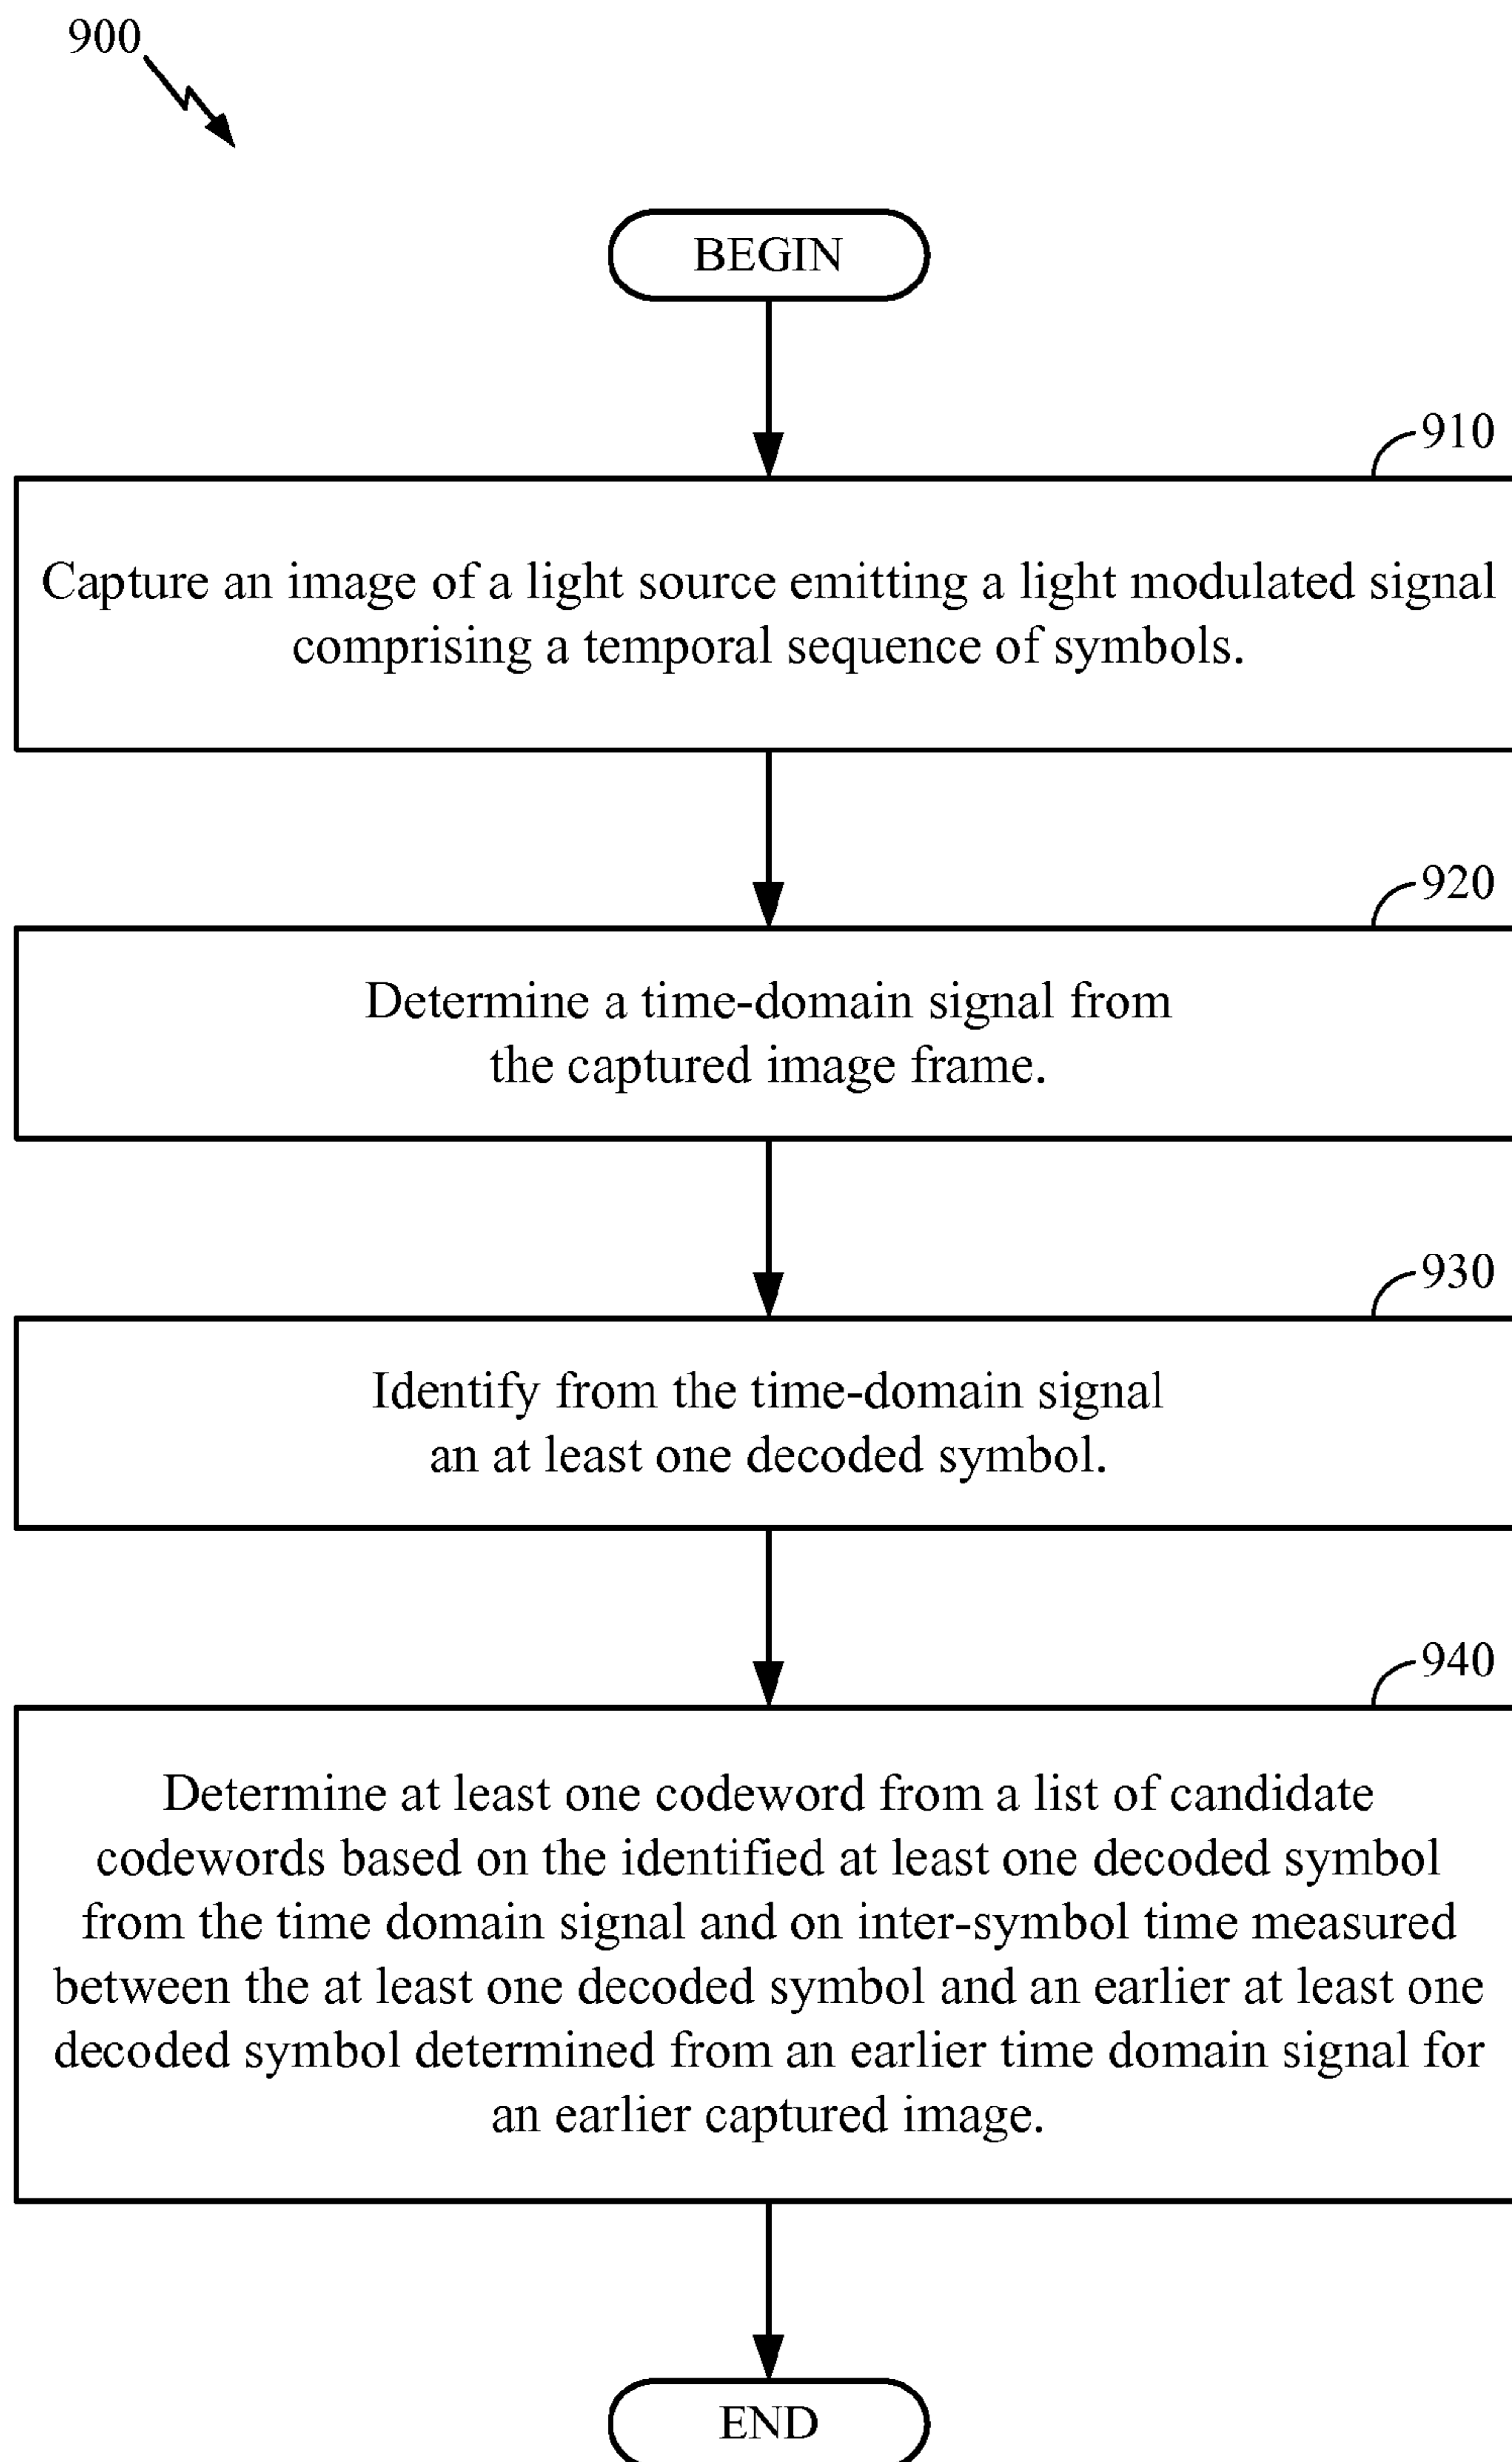 900
BEGIN
910
Capture an image of a light source emitting a light modulated signal
comprising a temporal sequence of symbols.
920
Determine a time-domain signal from
the captured image frame.
930
Identify from the time-domain signal
an at least one decoded symbol.
940
Determine at least one codeword from a list of candidate
codewords based on the identified at least one decoded symbol
from the time domain signal and on inter-symbol time measured
between the at least one decoded symbol and an earlier at least one
decoded symbol determined from an earlier time domain signal for
an earlier captured image.
END